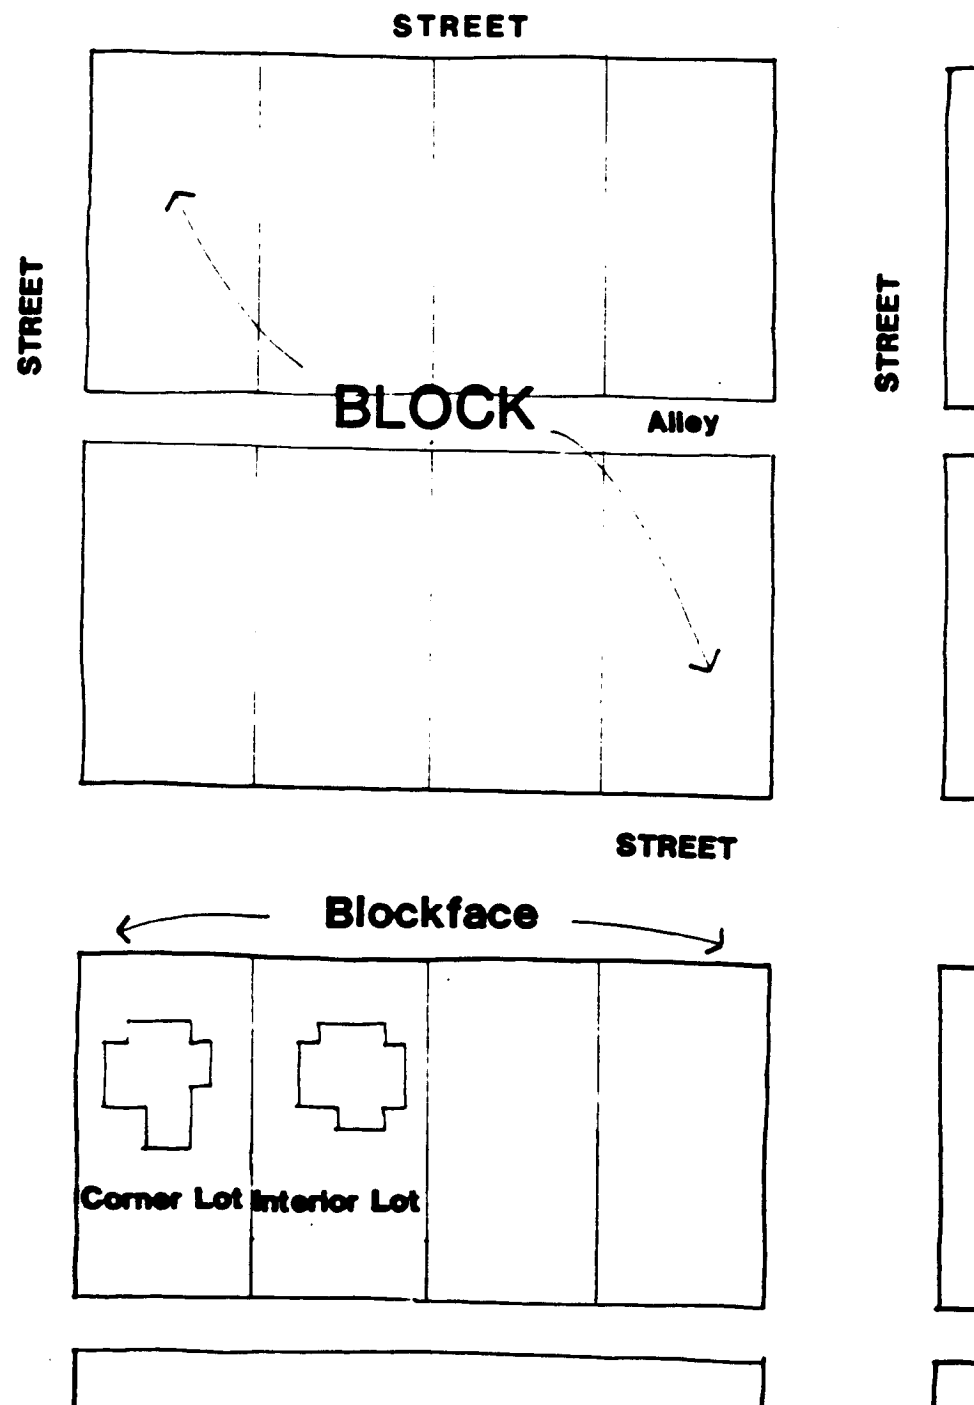 STREET
STREET
STREET
BLOCK
Alley
STREET
Blockface
Corner Lot
Interior Lot